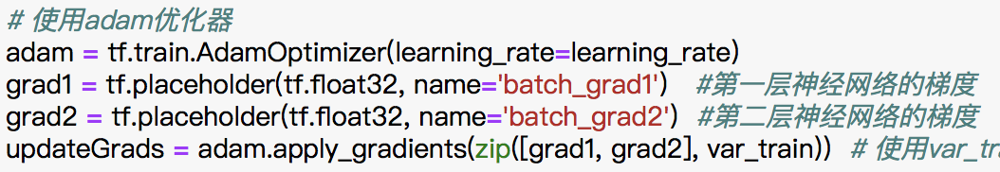 # 使用adam优化器
adam = tf.train.AdamOptimizer(learning_rate=learning_rate)
grad1 = tf.placeholder(tf.float32, name='batch_grad1')   #第一层神经网络的梯度
grad2 = tf.placeholder(tf.float32, name='batch_grad2')  #第二层神经网络的梯度
updateGrads = adam.apply_gradients(zip([grad1, grad2], var_train))  # 使用var_tra